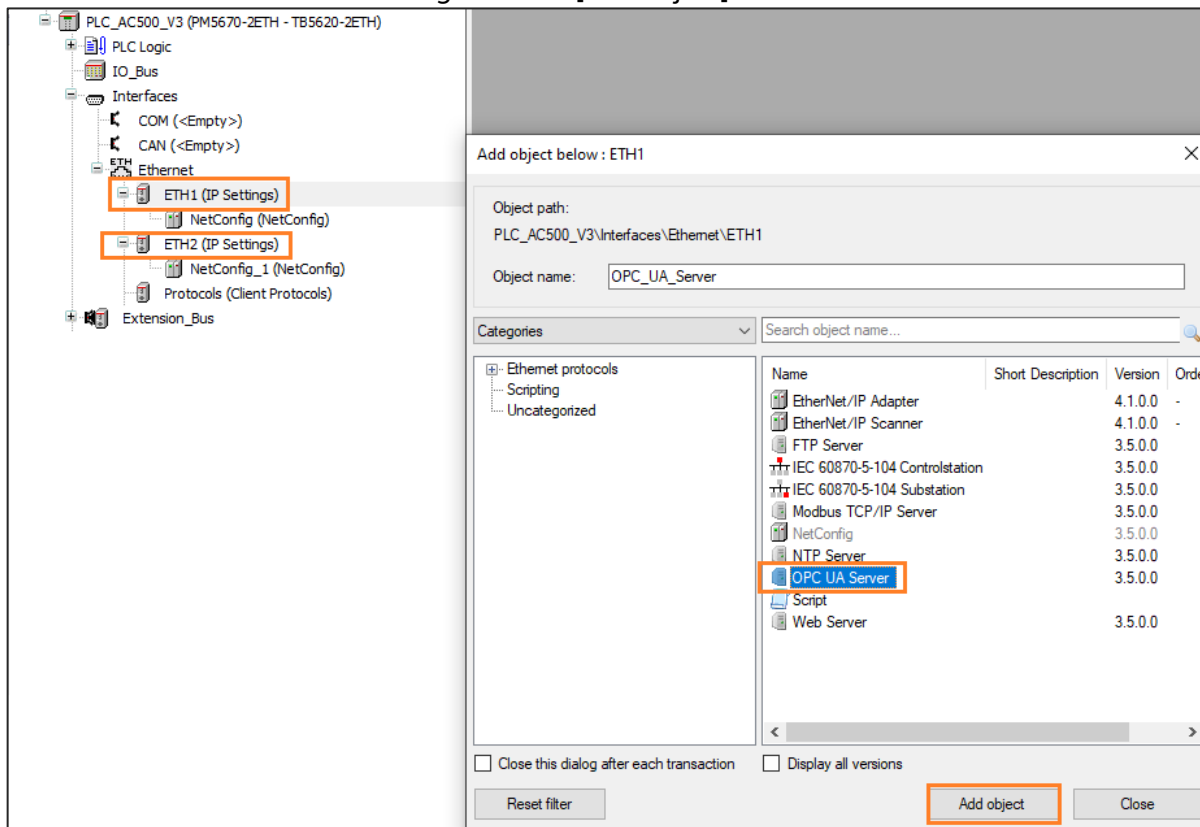 PLC_AC500_V3 (PM5670-2ETH - TB5620-2ETH)
PLC Logic
IO_Bus
Interfaces
COM (<Empty>)
CAN (<Empty>)
ETH
Ethernet
ETH1 (IP Settings)
NetConfig (NetConfig)
ETH2 (IP Settings)
NetConfig_1 (NetConfig)
Protocols (Client Protocols)
Extension_Bus
Add object below : ETH1
Object path:
PLC_AC500_V3\Interfaces\Ethernet\ETH1
Object name: OPC_UA_Server
Categories
Search object name...
Ethernet protocols
Scripting
Uncategorized
Name Short Description Version Orde
EtherNet/IP Adapter 4.1.0.0 -
EtherNet/IP Scanner 4.1.0.0 -
FTP Server 3.5.0.0
IEC 60870-5-104 Controlstation 3.5.0.0
IEC 60870-5-104 Substation 3.5.0.0
Modbus TCP/IP Server 3.5.0.0
NetConfig 3.5.0.0
NTP Server 3.5.0.0
OPC UA Server 3.5.0.0
Script
Web Server 3.5.0.0
Close this dialog after each transaction
Display all versions
Reset filter
Add object
Close